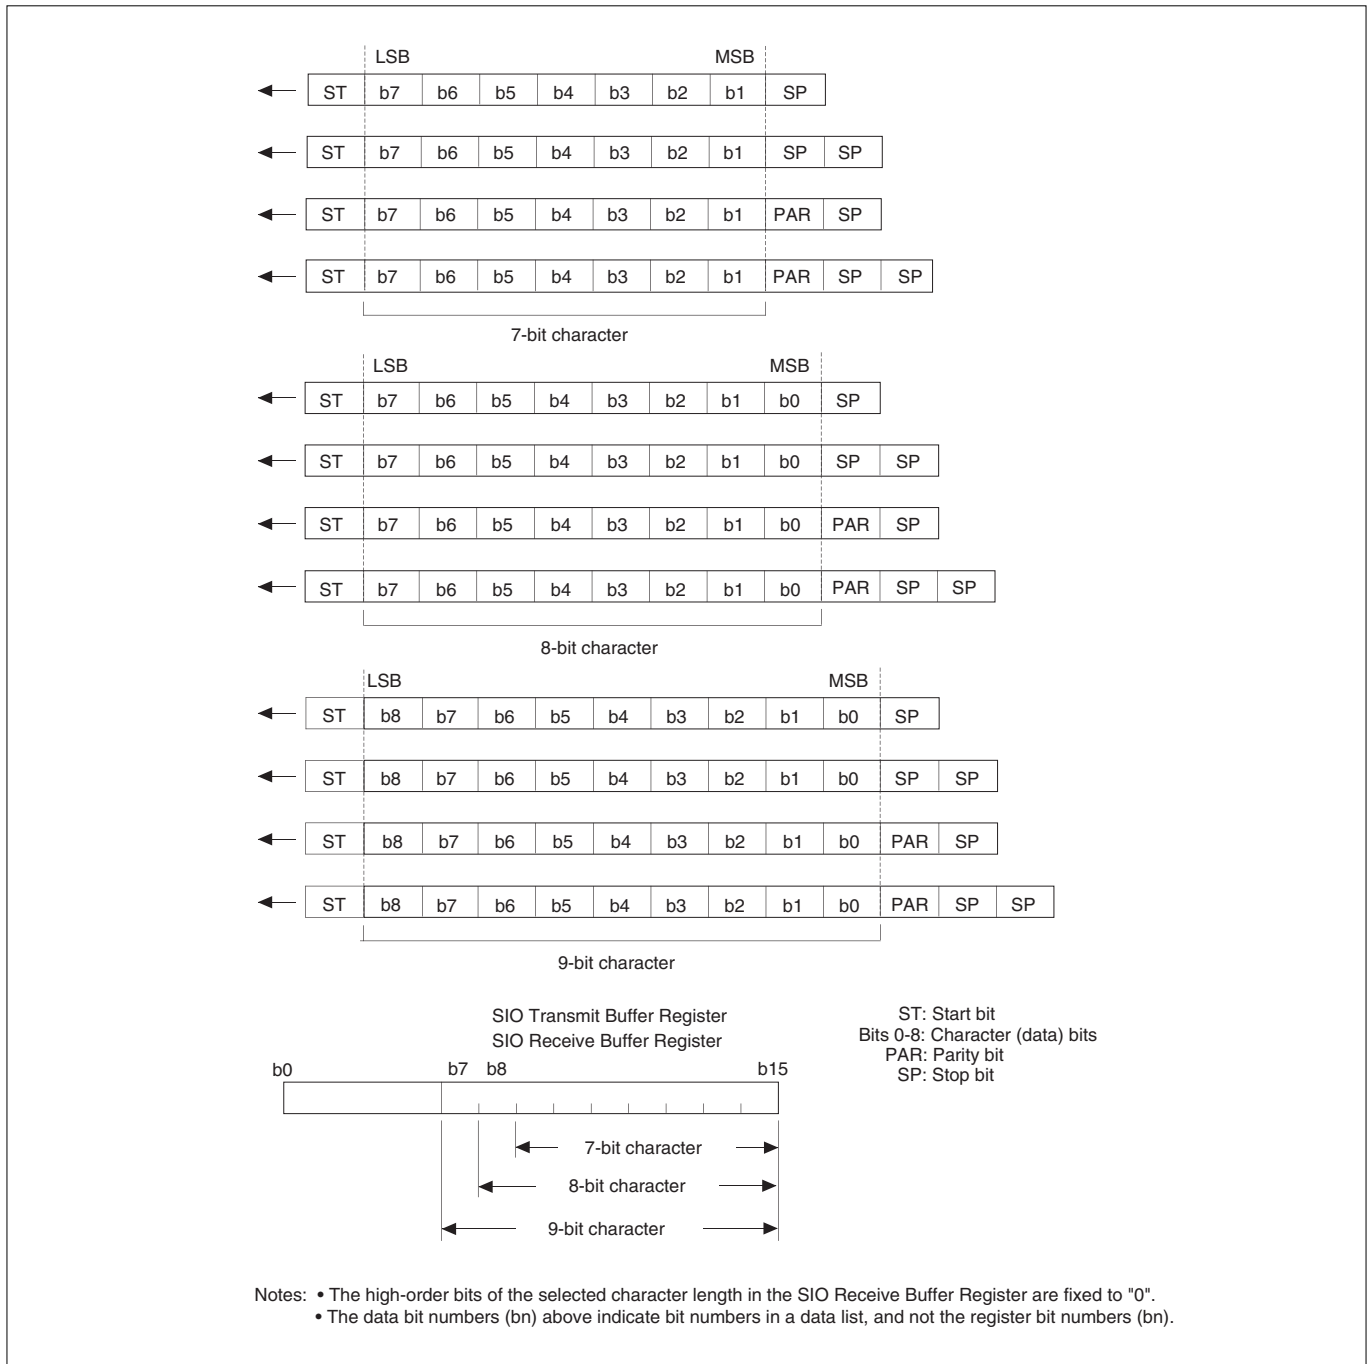 LSB MSB
ST b7 b6 b5 b4 b3 b2 b1 SP
ST b7 b6 b5 b4 b3 b2 b1 SP SP
ST b7 b6 b5 b4 b3 b2 b1 PAR SP
ST b7 b6 b5 b4 b3 b2 b1 PAR SP SP
7-bit character
LSB MSB
ST b7 b6 b5 b4 b3 b2 b1 b0 SP
ST b7 b6 b5 b4 b3 b2 b1 b0 SP SP
ST b7 b6 b5 b4 b3 b2 b1 b0 PAR SP
ST b7 b6 b5 b4 b3 b2 b1 b0 PAR SP SP
8-bit character
LSB MSB
ST b8 b7 b6 b5 b4 b3 b2 b1 b0 SP
ST b8 b7 b6 b5 b4 b3 b2 b1 b0 SP SP
ST b8 b7 b6 b5 b4 b3 b2 b1 b0 PAR SP
ST b8 b7 b6 b5 b4 b3 b2 b1 b0 PAR SP SP
9-bit character
SIO Transmit Buffer Register
SIO Receive Buffer Register
b0 b7 b8 b15
7-bit character
8-bit character
9-bit character
ST: Start bit
Bits 0-8: Character (data) bits
PAR: Parity bit
SP: Stop bit
Notes: • The high-order bits of the selected character length in the SIO Receive Buffer Register are fixed to "0".
• The data bit numbers (bn) above indicate bit numbers in a data list, and not the register bit numbers (bn).